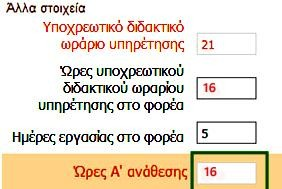 Άλλα στοιχεία
Υποχρεωτικό διδακτικό
ωράριο υπηρέτησης 21
Ώρες υποχρεωτικού
διδακτικού ωραρίου 16
υπηρέτησης στο φορέα
Ημέρες εργασίας στο φορέα 5
Ώρες Α' ανάθεσης 16